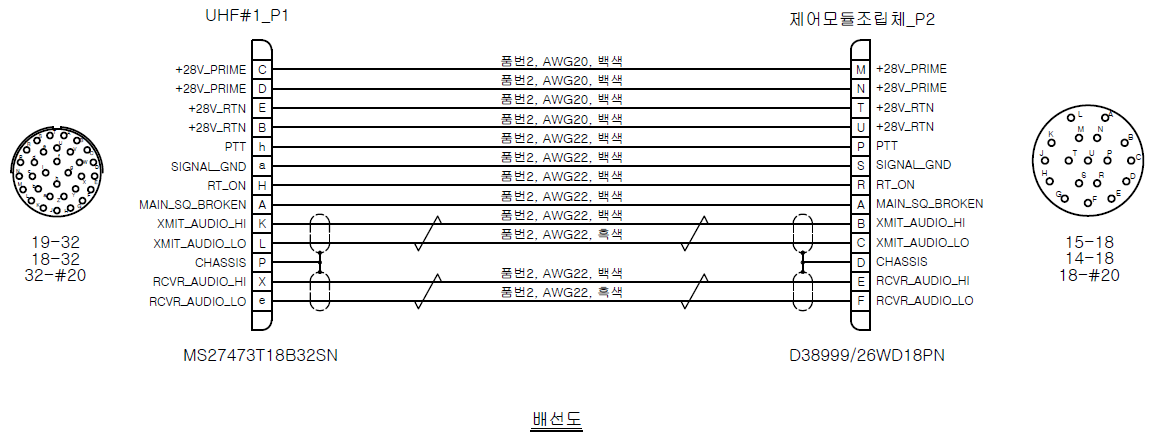 UHF#1_P1
제어모듈조립체_P2
+28V_PRIME C 품번2, AWG20, 백색 M +28V_PRIME
+28V_PRIME D 품번2, AWG20, 백색 N +28V_PRIME
+28V_RTN E 품번2, AWG20, 백색 T +28V_RTN
+28V_RTN B 품번2, AWG20, 백색 U +28V_RTN
PTT h 품번2, AWG22, 백색 P PTT
SIGNAL_GND a 품번2, AWG22, 백색 S SIGNAL_GND
RT_ON H 품번2, AWG22, 백색 R RT_ON
MAIN_SQ_BROKEN A 품번2, AWG22, 백색 A MAIN_SQ_BROKEN
XMIT_AUDIO_HI K 품번2, AWG22, 백색 B XMIT_AUDIO_HI
XMIT_AUDIO_LO L 품번2, AWG22, 흑색 C XMIT_AUDIO_LO
CHASSIS P D CHASSIS
RCVR_AUDIO_HI X 품번2, AWG22, 백색 E RCVR_AUDIO_HI
RCVR_AUDIO_LO e 품번2, AWG22, 흑색 F RCVR_AUDIO_LO
19-32
18-32
32-#20
L A
K M N B
J T U P C
H S R D
G F E
15-18
14-18
18-#20
MS27473T18B32SN
D38999/26WD18PN
배선도